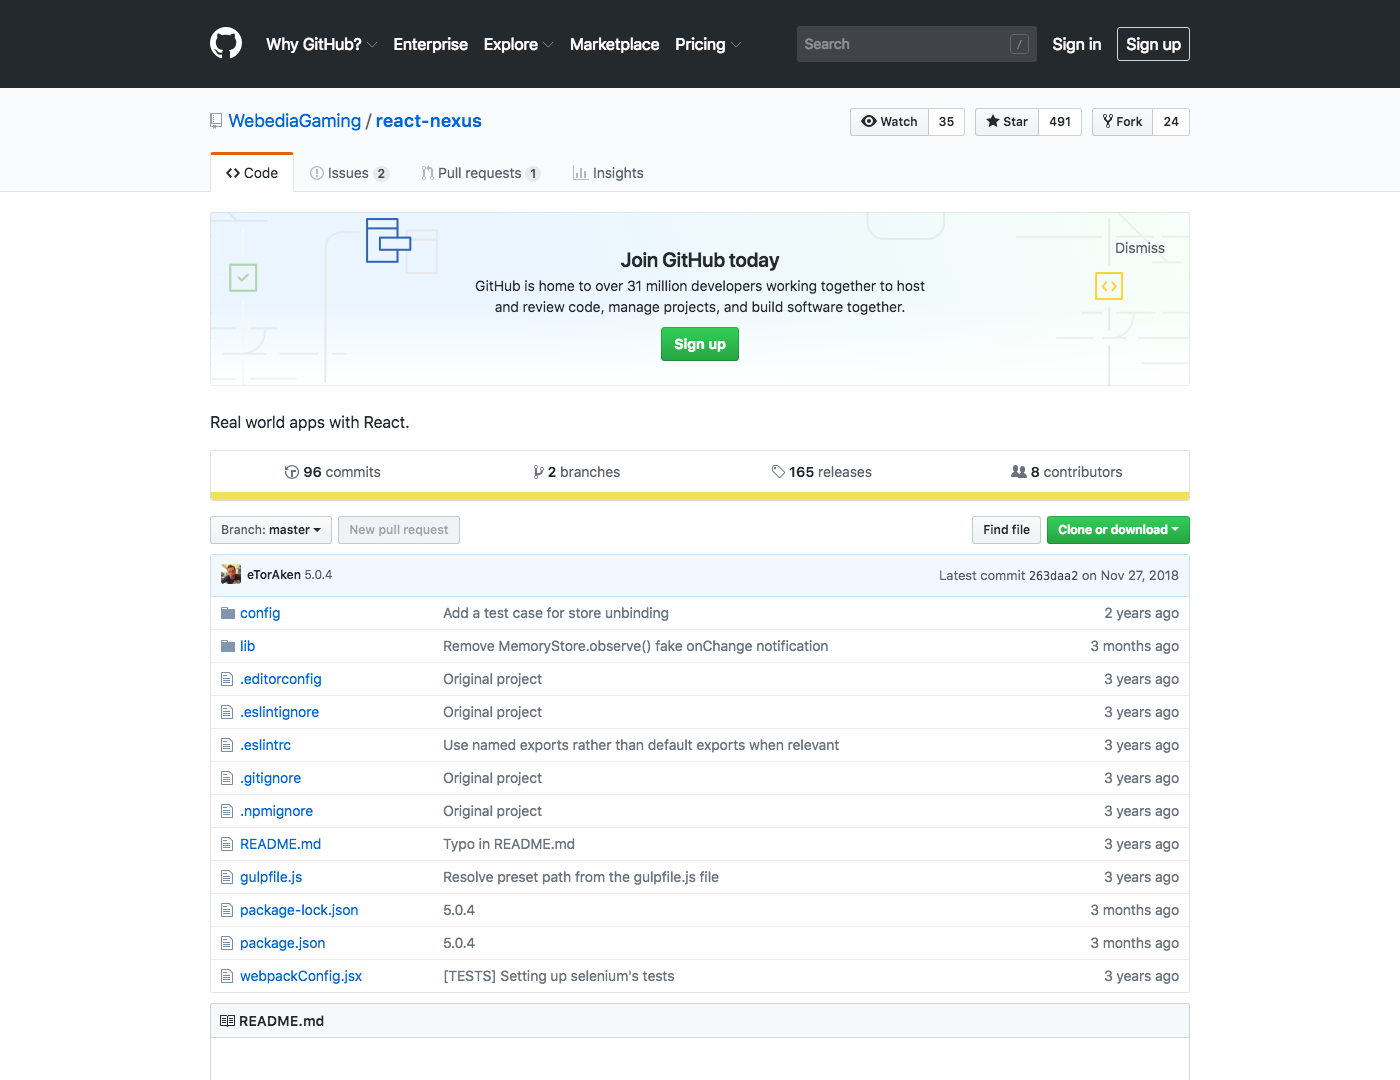 Why GitHub? Enterprise Explore Marketplace Pricing Search / Sign in Sign up
WebediaGaming / react-nexus Watch 35 Star 491 Fork 24
Code Issues 2 Pull requests 1 Insights
Dismiss
Join GitHub today
GitHub is home to over 31 million developers working together to host
and review code, manage projects, and build software together.
Sign up
Real world apps with React.
96 commits 2 branches 165 releases 8 contributors
Branch: master New pull request Find file Clone or download
eTorAken 5.0.4 Latest commit 263daa2 on Nov 27, 2018
config Add a test case for store unbinding 2 years ago
lib Remove MemoryStore.observe() fake onChange notification 3 months ago
.editorconfig Original project 3 years ago
.eslintignore Original project 3 years ago
.eslintrc Use named exports rather than default exports when relevant 3 years ago
.gitignore Original project 3 years ago
.npmignore Original project 3 years ago
README.md Typo in README.md 3 years ago
gulpfile.js Resolve preset path from the gulpfile.js file 3 years ago
package-lock.json 5.0.4 3 months ago
package.json 5.0.4 3 months ago
webpackConfig.jsx [TESTS] Setting up selenium's tests 3 years ago
README.md